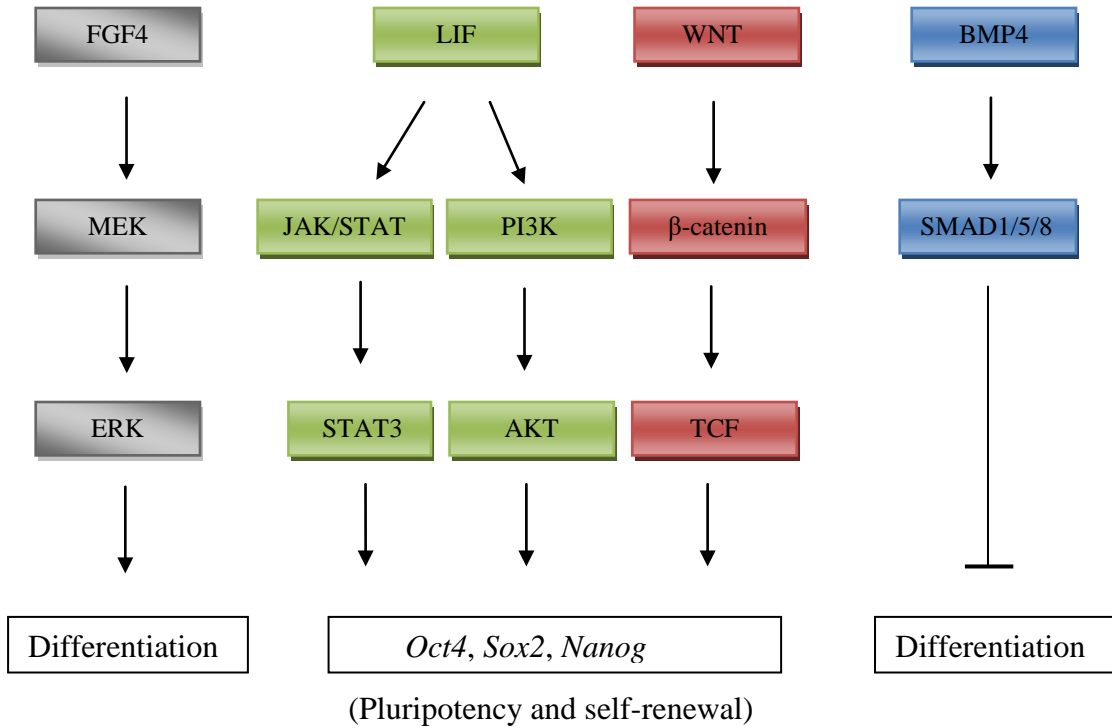 FGF4 LIF WNT BMP4
MEK JAK/STAT PI3K β-catenin SMAD1/5/8
ERK STAT3 AKT TCF
Differentiation Oct4, Sox2, Nanog Differentiation
(Pluripotency and self-renewal)